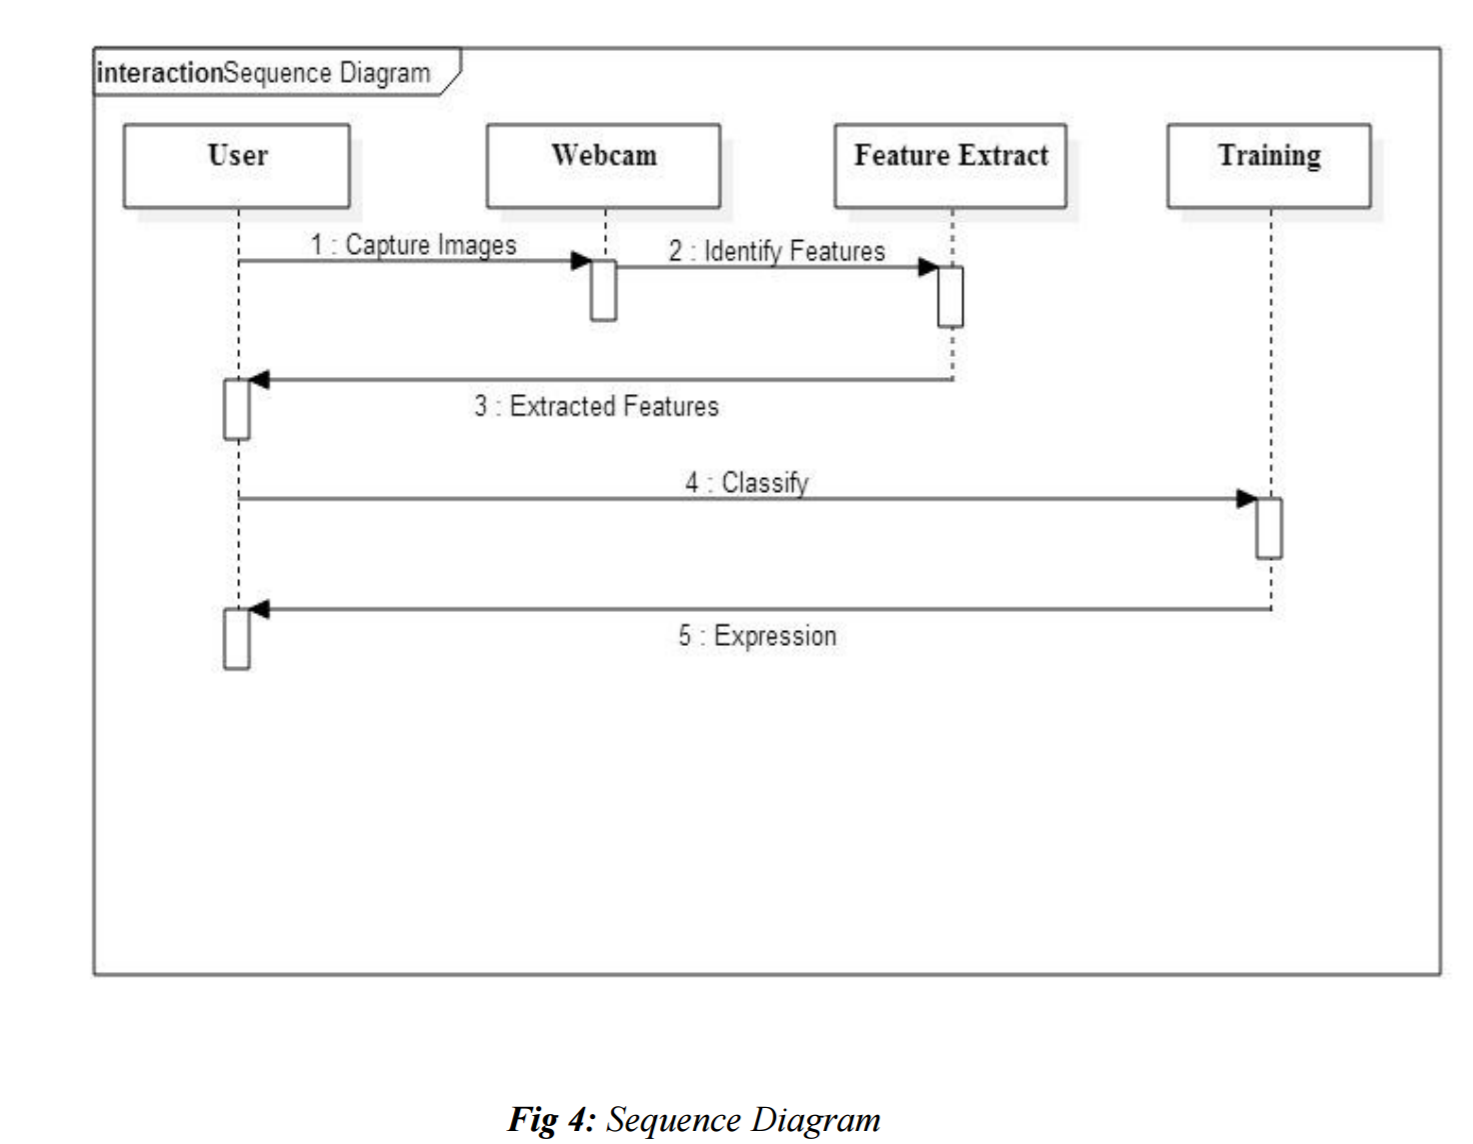 interactionSequence Diagram
User
Webcam
Feature Extract
Training
1 : Capture Images
2 : Identify Features
3 : Extracted Features
4 : Classify
5 : Expression
Fig 4: Sequence Diagram